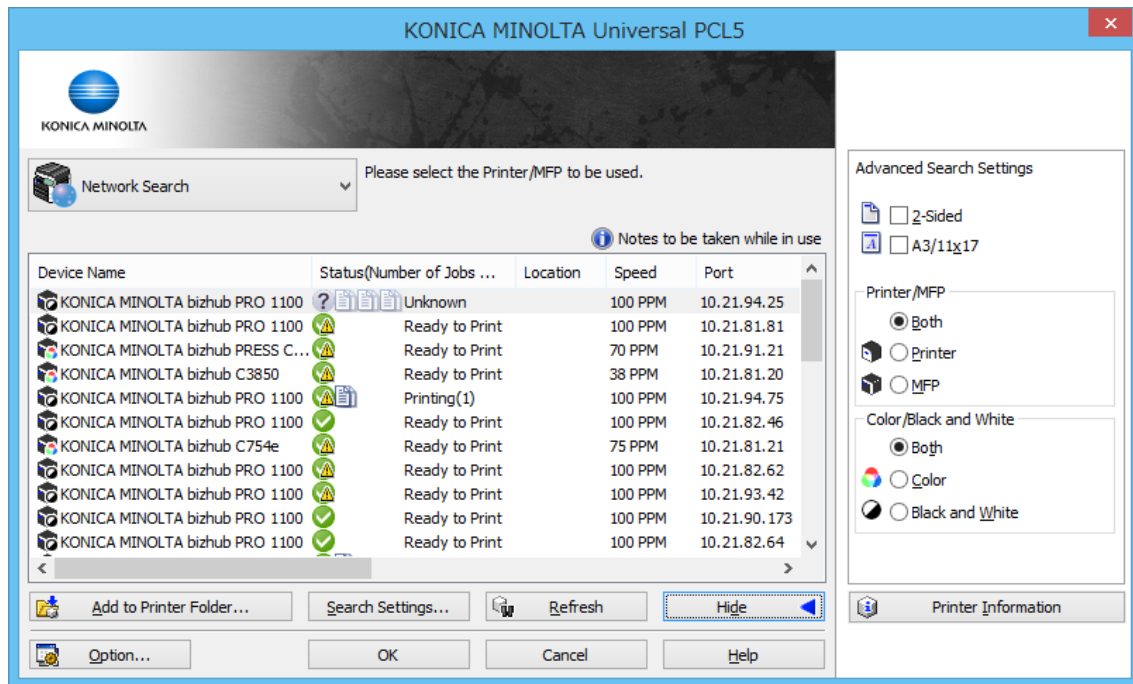 KONICA MINOLTA Universal PCL5
KONICA MINOLTA
Network Search
Please select the Printer/MFP to be used.
Notes to be taken while in use
Device Name Status(Number of Jobs ... Location Speed Port
KONICA MINOLTA bizhub PRO 1100 Unknown 100 PPM 10.21.94.25
KONICA MINOLTA bizhub PRO 1100 Ready to Print 100 PPM 10.21.81.81
KONICA MINOLTA bizhub PRESS C... Ready to Print 70 PPM 10.21.91.21
KONICA MINOLTA bizhub C3850 Ready to Print 38 PPM 10.21.81.20
KONICA MINOLTA bizhub PRO 1100 Printing(1) 100 PPM 10.21.94.75
KONICA MINOLTA bizhub PRO 1100 Ready to Print 100 PPM 10.21.82.46
KONICA MINOLTA bizhub C754e Ready to Print 75 PPM 10.21.81.21
KONICA MINOLTA bizhub PRO 1100 Ready to Print 100 PPM 10.21.82.62
KONICA MINOLTA bizhub PRO 1100 Ready to Print 100 PPM 10.21.93.42
KONICA MINOLTA bizhub PRO 1100 Ready to Print 100 PPM 10.21.90.173
KONICA MINOLTA bizhub PRO 1100 Ready to Print 100 PPM 10.21.82.64
Add to Printer Folder... Search Settings... Refresh Hide
Option... OK Cancel Help
Advanced Search Settings
2-Sided
A3/11x17
Printer/MFP
Both
Printer
MFP
Color/Black and White
Both
Color
Black and White
Printer Information